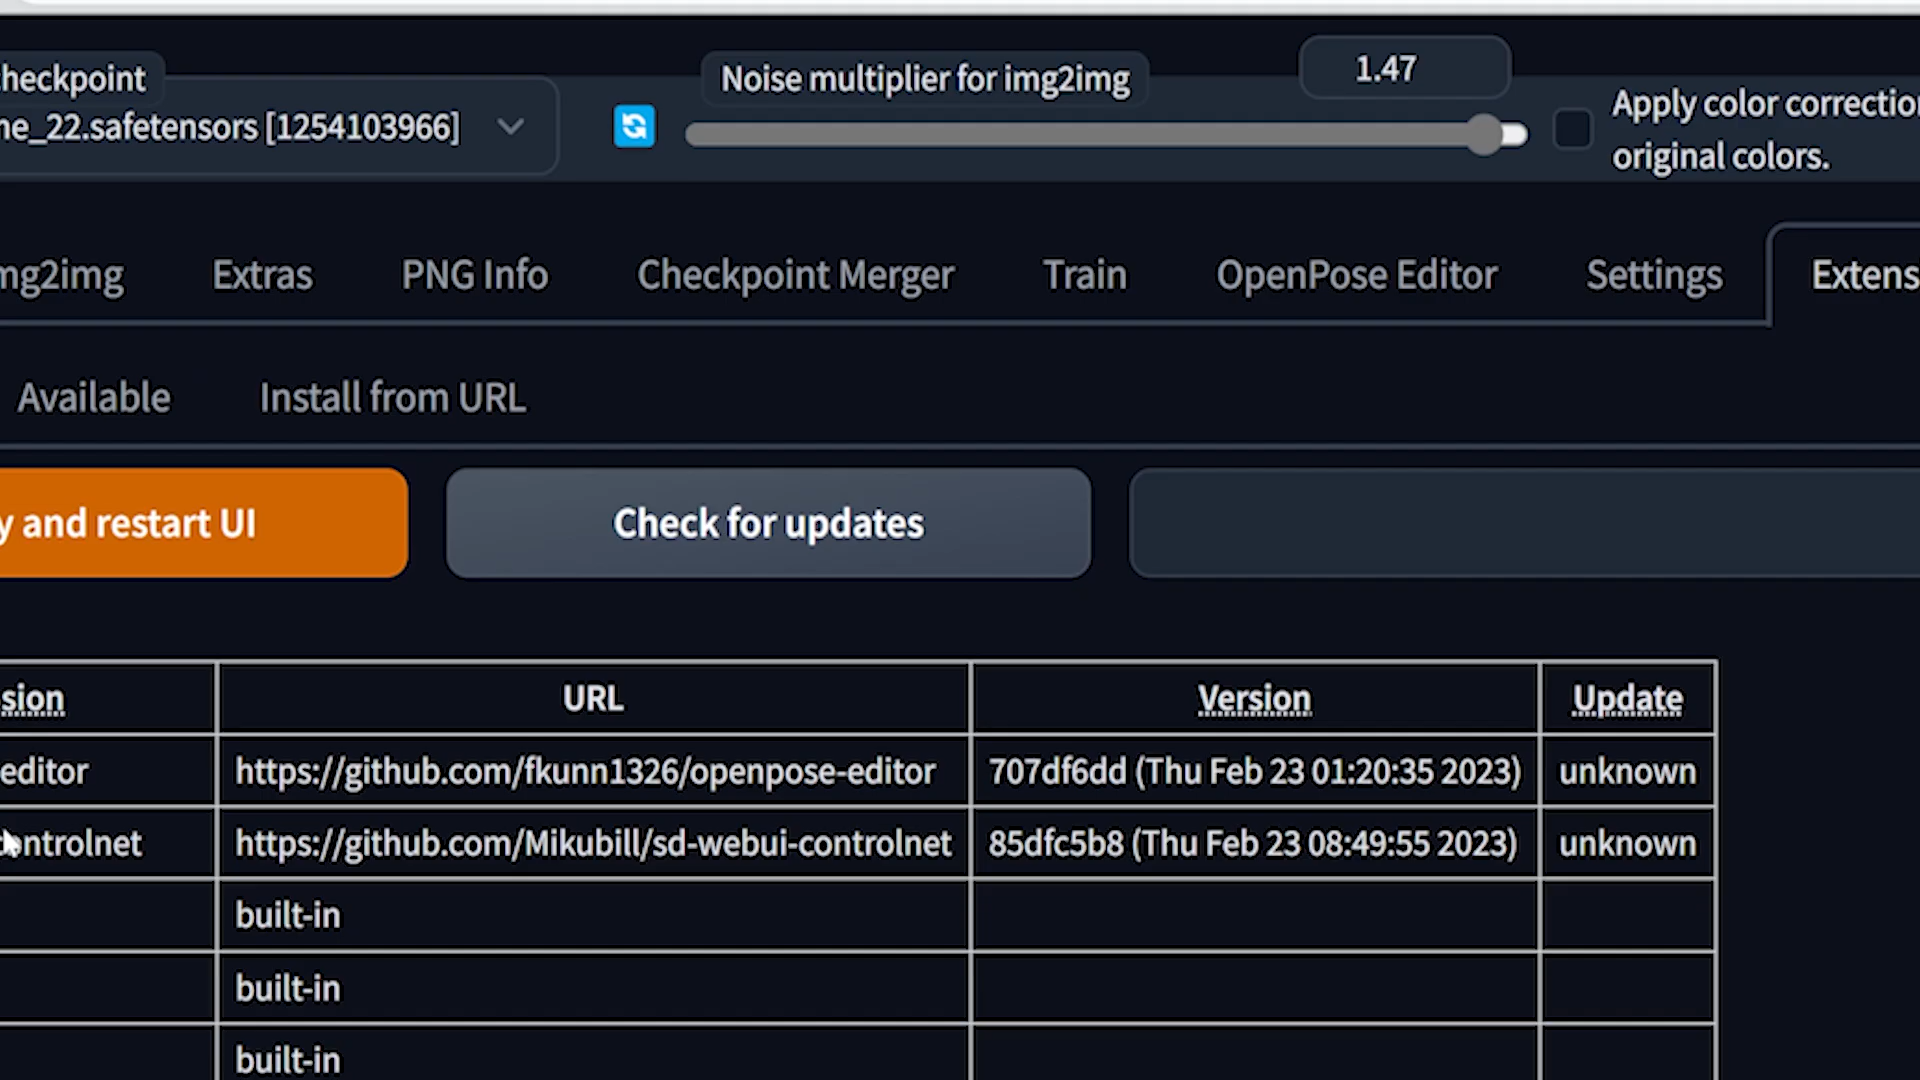 heckpoint
Noise multiplier for img2img
1.47
ne_22.safetensors [1254103966]
Apply color correctio
original colors.
mg2img
Extras
PNG Info
Checkpoint Merger
Train
OpenPose Editor
Settings
Extens
Available
Install from URL
y and restart UI
Check for updates
sion
URL
Version
Update
editor
https://github.com/fkunn1326/openpose-editor
707df6dd (Thu Feb 23 01:20:35 2023)
unknown
ontrolnet
https://github.com/Mikubill/sd-webui-controlnet
85dfc5b8 (Thu Feb 23 08:49:55 2023)
unknown
built-in
built-in
built-in